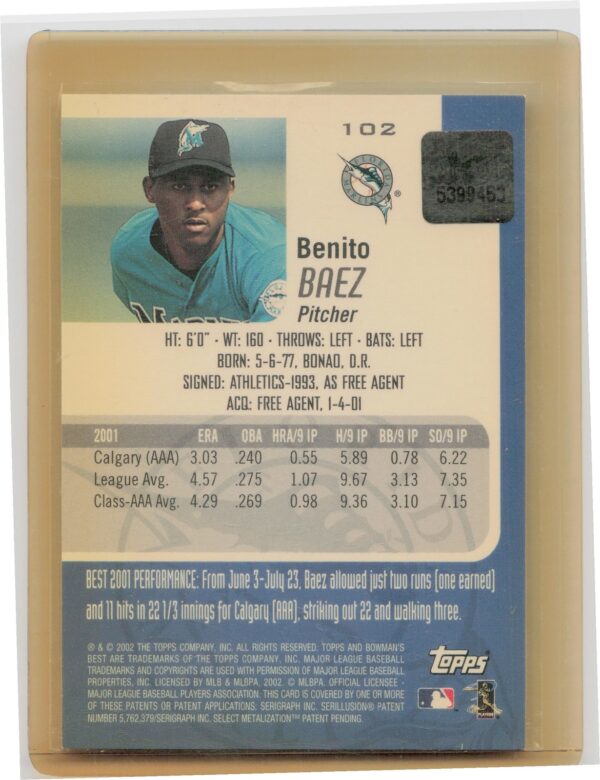 102
5399453
Benito
BAEZ
Pitcher
HT: 6'0" · WT: 160 · THROWS: LEFT · BATS: LEFT
BORN: 5-6-77, BONAO, D.R.
SIGNED: ATHLETICS-1993, AS FREE AGENT
ACQ: FREE AGENT, 1-4-01
2001 ERA OBA HRA/9 IP H/9 IP BB/9 IP SO/9 IP
Calgary (AAA) 3.03 .240 0.55 5.89 0.78 6.22
League Avg. 4.57 .275 1.07 9.67 3.13 7.35
Class-AAA Avg. 4.29 .269 0.98 9.36 3.10 7.15
BEST 2001 PERFORMANCE: From June 3-July 23, Baez allowed just two runs (one earned)
and 11 hits in 22 1/3 innings for Calgary (AAA), striking out 22 and walking three.
® & © 2002 THE TOPPS COMPANY, INC. ALL RIGHTS RESERVED. TOPPS AND BOWMAN'S
BEST ARE TRADEMARKS OF THE TOPPS COMPANY, INC. MAJOR LEAGUE BASEBALL
TRADEMARKS AND COPYRIGHTS ARE USED WITH PERMISSION OF MAJOR LEAGUE BASEBALL
PROPERTIES, INC. LICENSED BY MLB & MLBPA, 2002. © MLBPA. OFFICIAL LICENSEE -
MAJOR LEAGUE BASEBALL PLAYERS ASSOCIATION. THIS CARD IS COVERED BY ONE OR MORE
OF THESE PATENTS OR PATENT APPLICATIONS. SERIGRAPH INC. SERILLUSION® PATENT
NUMBER 5,762,379/SERIGRAPH INC. SELECT METALIZATION™ PATENT PENDING.
TOPPS